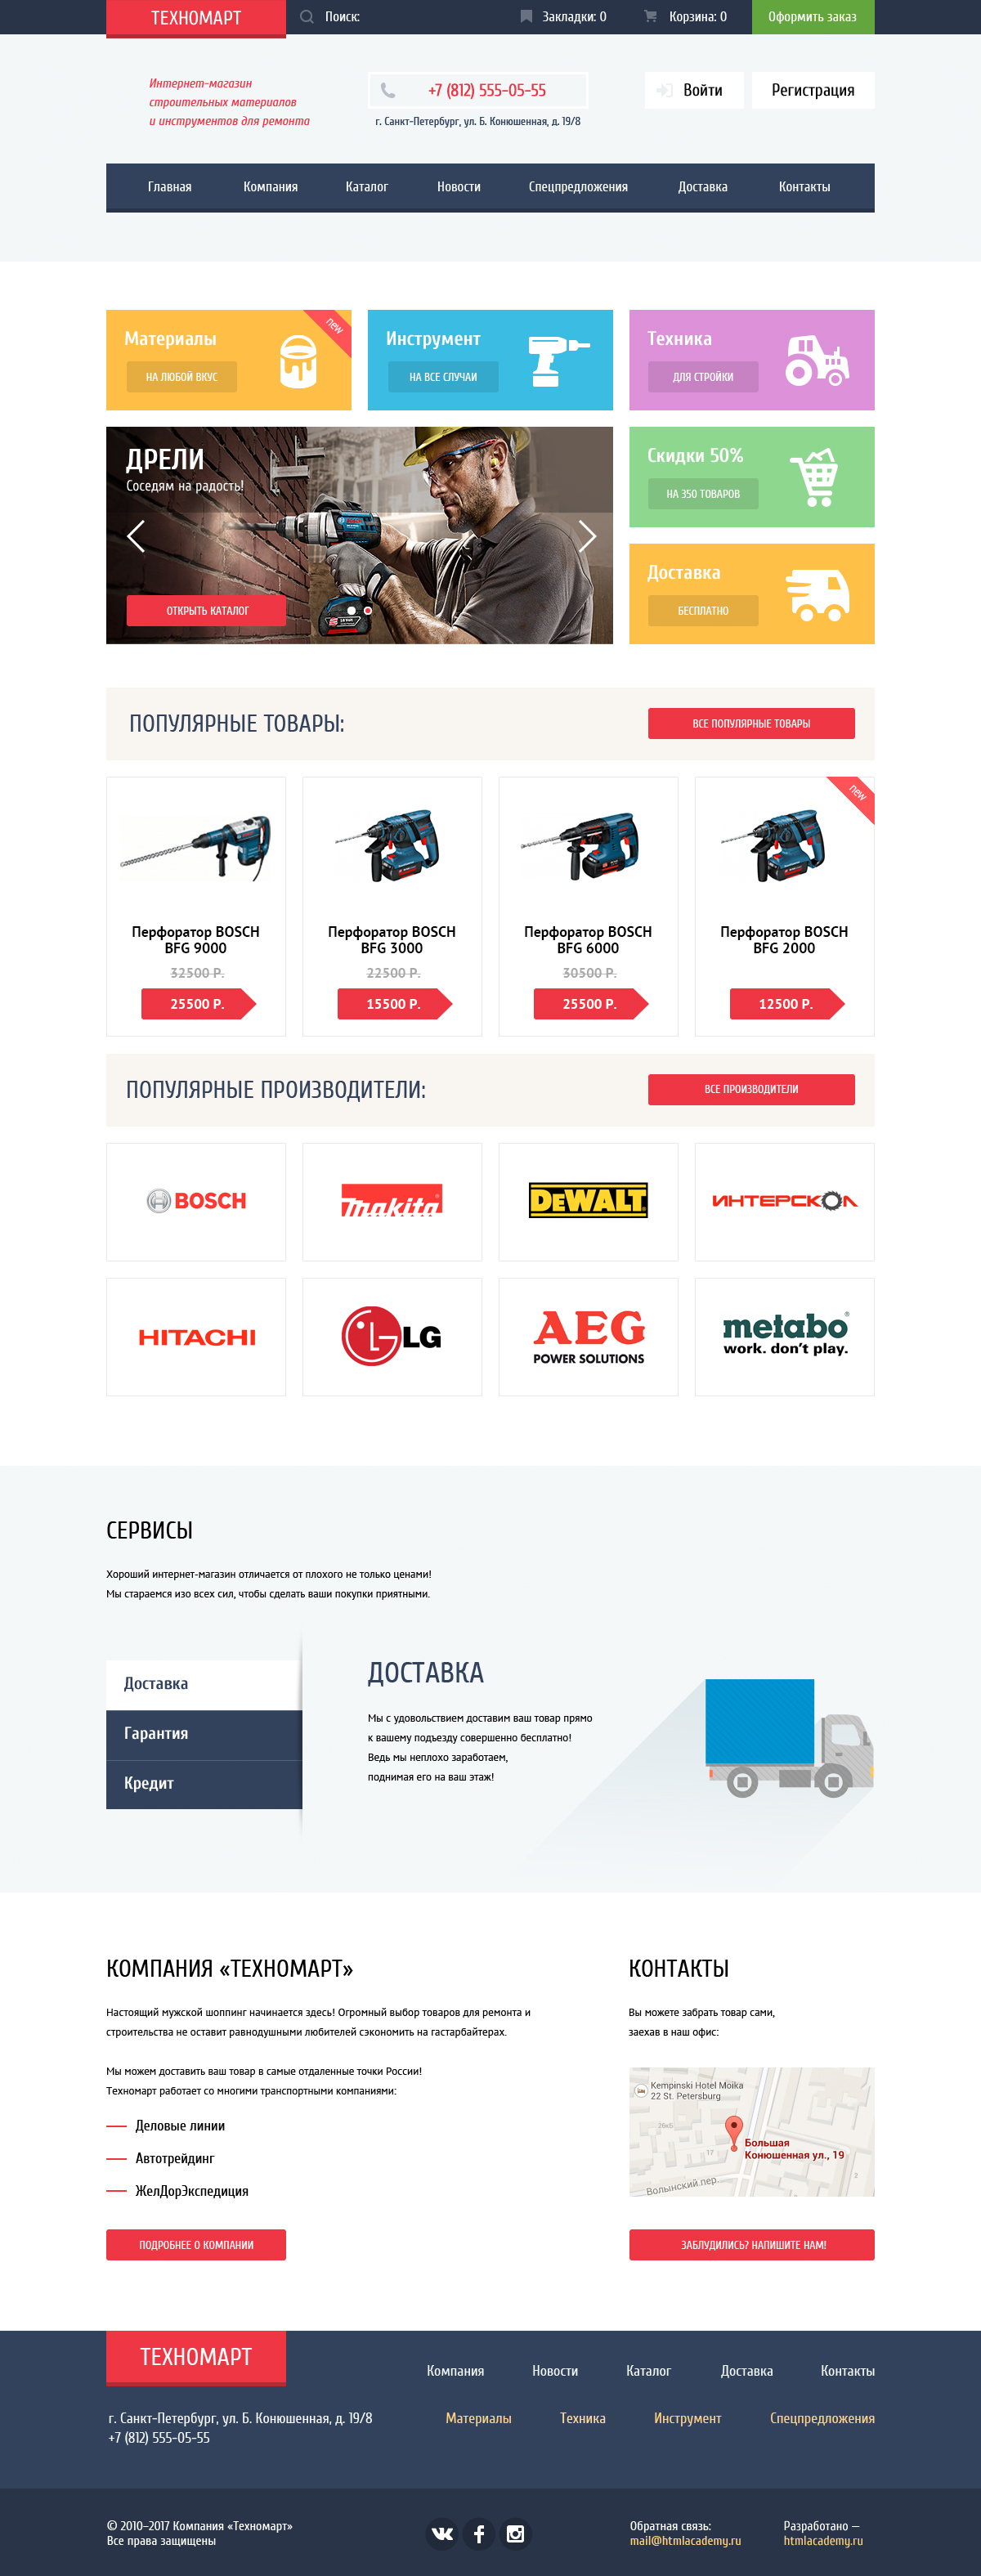 ТЕХНОМАРТ
Поиск:
Закладки: 0
Корзина: 0
Оформить заказ
Интернет-магазин
строительных материалов
и инструментов для ремонта
+7 (812) 555-05-55
г. Санкт-Петербург, ул. Б. Конюшенная, д. 19/8
Войти
Регистрация
Главная
Компания
Каталог
Новости
Спецпредложения
Доставка
Контакты
Материалы
НА ЛЮБОЙ ВКУС
new
Инструмент
НА ВСЕ СЛУЧАИ
Техника
ДЛЯ СТРОЙКИ
ДРЕЛИ
Соседям на радость!
ОТКРЫТЬ КАТАЛОГ
Скидки 50%
НА 350 ТОВАРОВ
Доставка
БЕСПЛАТНО
ПОПУЛЯРНЫЕ ТОВАРЫ:
ВСЕ ПОПУЛЯРНЫЕ ТОВАРЫ
Перфоратор BOSCH
BFG 9000
32500 Р.
25500 Р.
Перфоратор BOSCH
BFG 3000
22500 Р.
15500 Р.
Перфоратор BOSCH
BFG 6000
30500 Р.
25500 Р.
new
Перфоратор BOSCH
BFG 2000
12500 Р.
ПОПУЛЯРНЫЕ ПРОИЗВОДИТЕЛИ:
ВСЕ ПРОИЗВОДИТЕЛИ
BOSCH
makita
DEWALT
ИНТЕРСКОЛ
HITACHI
LG
AEG
POWER SOLUTIONS
metabo
work. don't play.
СЕРВИСЫ
Хороший интернет-магазин отличается от плохого не только ценами!
Мы стараемся изо всех сил, чтобы сделать ваши покупки приятными.
Доставка
Гарантия
Кредит
ДОСТАВКА
Мы с удовольствием доставим ваш товар прямо
к вашему подъезду совершенно бесплатно!
Ведь мы неплохо заработаем,
поднимая его на ваш этаж!
КОМПАНИЯ «ТЕХНОМАРТ»
Настоящий мужской шоппинг начинается здесь! Огромный выбор товаров для ремонта и
строительства не оставит равнодушными любителей сэкономить на гастарбайтерах.
Мы можем доставить ваш товар в самые отдаленные точки России!
Техномарт работает со многими транспортными компаниями:
Деловые линии
Автотрейдинг
ЖелДорЭкспедиция
ПОДРОБНЕЕ О КОМПАНИИ
КОНТАКТЫ
Вы можете забрать товар сами,
заехав в наш офис:
Kempinski Hotel Moika
22 St. Petersburg
Большая
Конюшенная ул., 19
17
2
Волынский пер.
ЗАБЛУДИЛИСЬ? НАПИШИТЕ НАМ!
ТЕХНОМАРТ
Компания
Новости
Каталог
Доставка
Контакты
г. Санкт-Петербург, ул. Б. Конюшенная, д. 19/8
+7 (812) 555-05-55
Материалы
Техника
Инструмент
Спецпредложения
© 2010–2017 Компания «Техномарт»
Все права защищены
Обратная связь:
mail@htmlacademy.ru
Разработано —
htmlacademy.ru